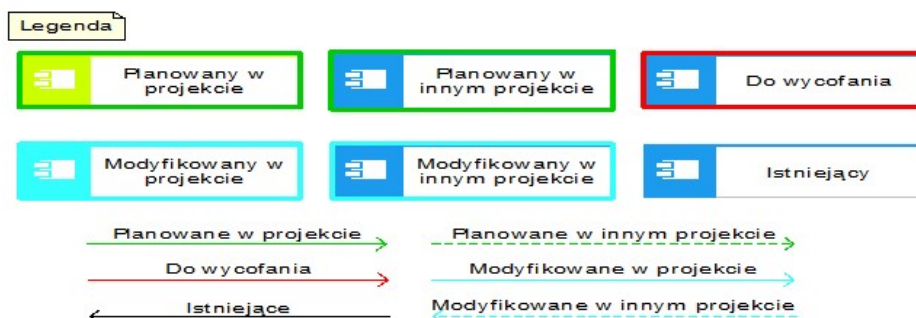 Legenda
Planowany w
projekcie
Planowany w
innym projekcie
Do wycofania
Modyfikowany w
projekcie
Modyfikowany w
innym projekcie
Istniejący
Planowane w projekcie
Planowane w innym projekcie
Do wycofania
Modyfikowane w projekcie
Istniejące
Modyfikowane w innym projekcie